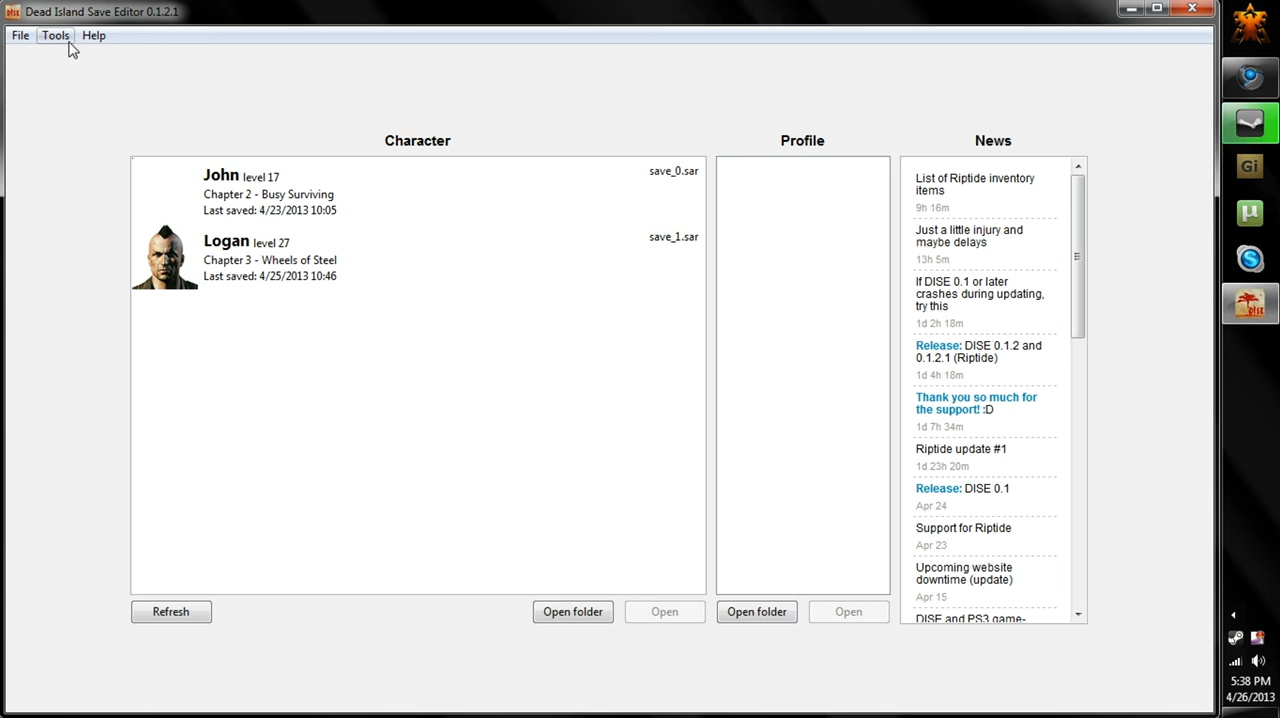 Dead Island Save Editor 0.1.2.1
File Tools Help
Character
John level 17
save_0.sar
Chapter 2 - Busy Surviving
Last saved: 4/23/2013 10:05
Logan level 27
save_1.sar
Chapter 3 - Wheels of Steel
Last saved: 4/25/2013 10:46
Refresh
Open folder
Open
Profile
Open folder
Open
News
List of Riptide inventory
items
9h 16m
Just a little injury and
maybe delays
13h 5m
If DISE 0.1 or later
crashes during updating,
try this
1d 2h 18m
Release: DISE 0.1.2 and
0.1.2.1 (Riptide)
1d 4h 18m
Thank you so much for
the support! :D
1d 7h 34m
Riptide update #1
1d 23h 20m
Release: DISE 0.1
Apr 24
Support for Riptide
Apr 23
Upcoming website
downtime (update)
Apr 15
DISE and PS3 game-
Gi
µ
S
DISE
5:38 PM
4/26/2013